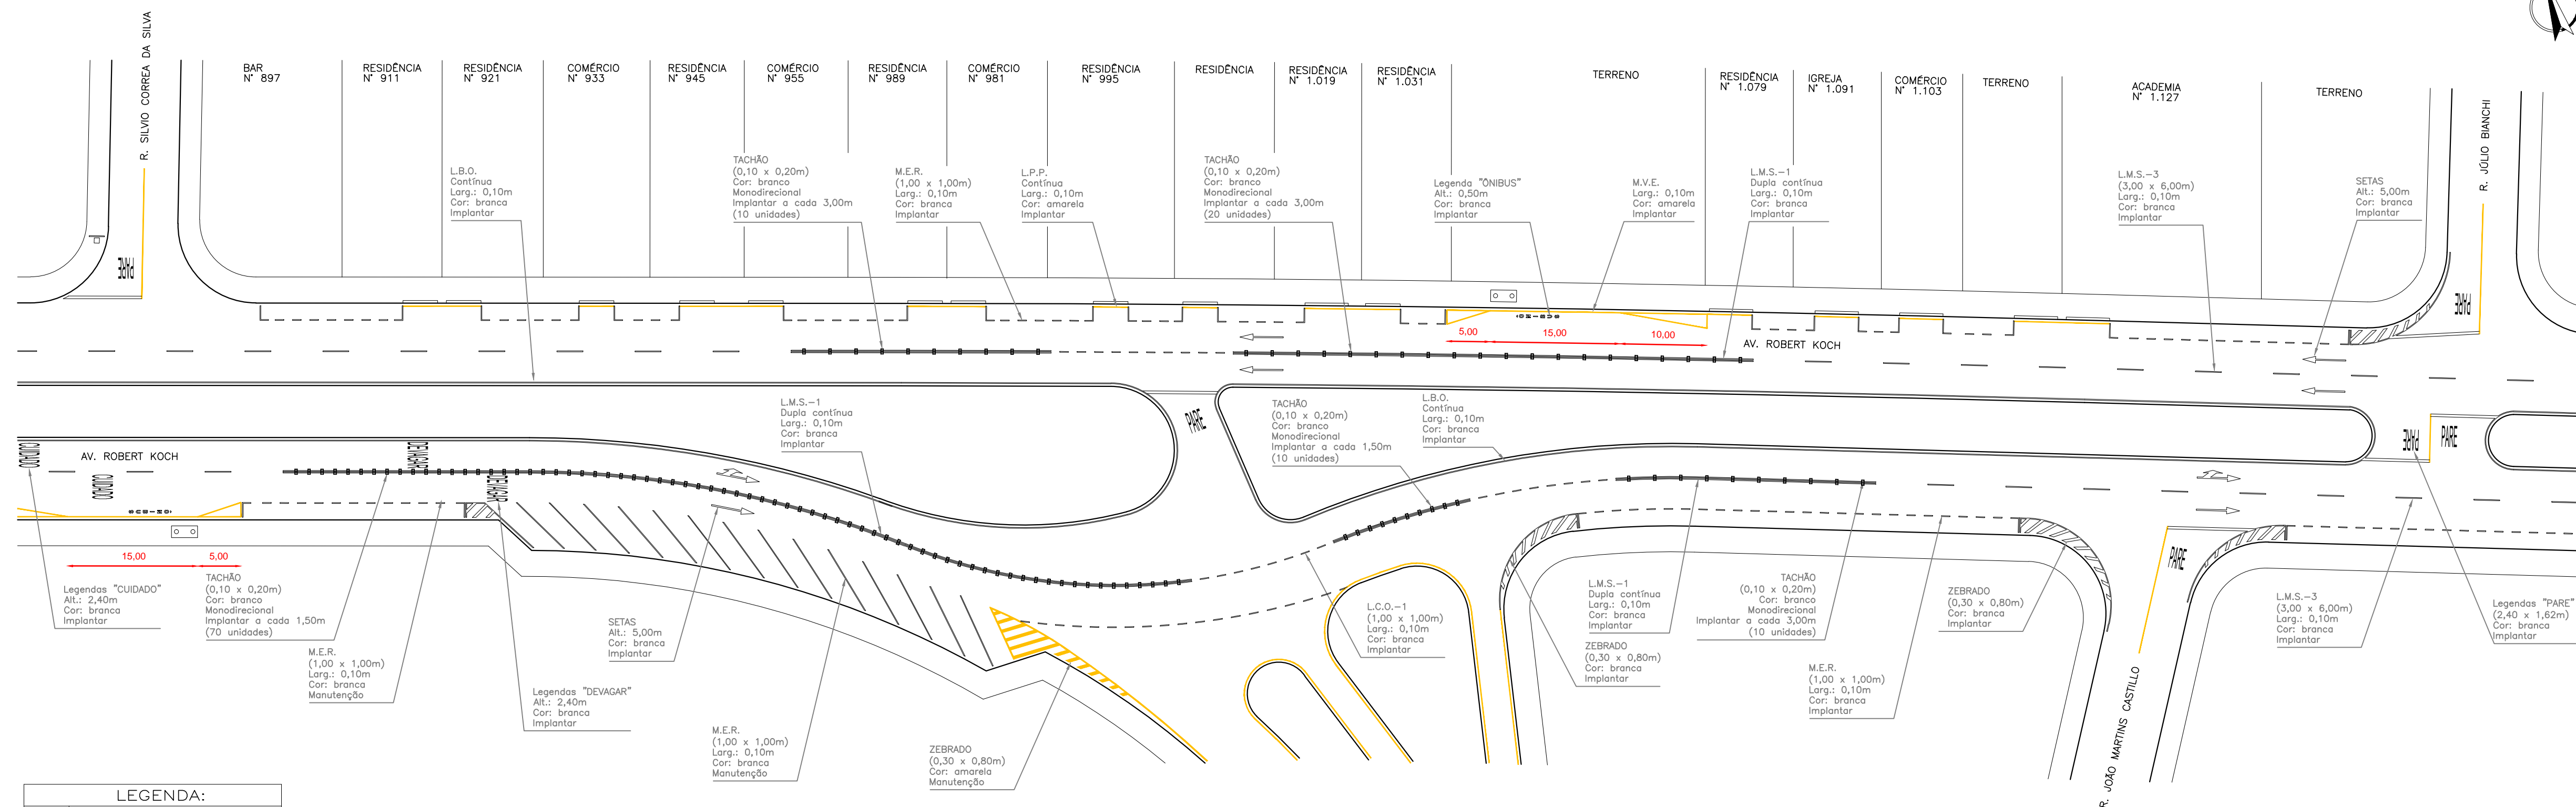 R. SILVIO CORREA DA SILVA
BAR
N° 897
RESIDÊNCIA
N° 911
RESIDÊNCIA
N° 921
COMÉRCIO
N° 933
RESIDÊNCIA
N° 945
COMÉRCIO
N° 955
RESIDÊNCIA
N° 989
COMÉRCIO
N° 981
RESIDÊNCIA
N° 995
RESIDÊNCIA
RESIDÊNCIA
N° 1.019
RESIDÊNCIA
N° 1.031
TERRENO
RESIDÊNCIA
N° 1.079
IGREJA
N° 1.091
COMÉRCIO
N° 1.103
TERRENO
ACADEMIA
N° 1.127
TERRENO
R. JÚLIO BIANCHI
L.B.O.
Contínua
Larg.: 0,10m
Cor: branca
Implantar
TACHÃO
(0,10 x 0,20m)
Cor: branco
Monodirecional
Implantar a cada 3,00m
(10 unidades)
M.E.R.
(1,00 x 1,00m)
Larg.: 0,10m
Cor: branca
Implantar
L.P.P.
Contínua
Larg.: 0,10m
Cor: amarela
Implantar
TACHÃO
(0,10 x 0,20m)
Cor: branco
Monodirecional
Implantar a cada 3,00m
(20 unidades)
Legenda "ÔNIBUS"
Alt.: 0,50m
Cor: branca
Implantar
M.V.E.
Larg.: 0,10m
Cor: amarela
Implantar
L.M.S.-1
Dupla contínua
Larg.: 0,10m
Cor: branca
Implantar
L.M.S.-3
(3,00 x 6,00m)
Larg.: 0,10m
Cor: branca
Implantar
SETAS
Alt.: 5,00m
Cor: branca
Implantar
PARE
PARE
ÔNIBUS
5,00
15,00
10,00
AV. ROBERT KOCH
L.M.S.-1
Dupla contínua
Larg.: 0,10m
Cor: branca
Implantar
PARE
TACHÃO
(0,10 x 0,20m)
Cor: branco
Monodirecional
Implantar a cada 1,50m
(10 unidades)
L.B.O.
Contínua
Larg.: 0,10m
Cor: branca
Implantar
PARE
PARE
CUIDADO
AV. ROBERT KOCH
CUIDADO
DEVAGAR
DEVAGAR
ÔNIBUS
15,00
5,00
PARE
Legendas "CUIDADO"
Alt.: 2,40m
Cor: branca
Implantar
TACHÃO
(0,10 x 0,20m)
Cor: branco
Monodirecional
Implantar a cada 1,50m
(70 unidades)
M.E.R.
(1,00 x 1,00m)
Larg.: 0,10m
Cor: branca
Manutenção
SETAS
Alt.: 5,00m
Cor: branca
Implantar
Legendas "DEVAGAR"
Alt.: 2,40m
Cor: branca
Implantar
M.E.R.
(1,00 x 1,00m)
Larg.: 0,10m
Cor: branca
Manutenção
ZEBRADO
(0,30 x 0,80m)
Cor: amarela
Manutenção
L.C.O.-1
(1,00 x 1,00m)
Larg.: 0,10m
Cor: branca
Implantar
L.M.S.-1
Dupla contínua
Larg.: 0,10m
Cor: branca
Implantar
ZEBRADO
(0,30 x 0,80m)
Cor: branca
Implantar
TACHÃO
(0,10 x 0,20m)
Cor: branco
Monodirecional
Implantar a cada 3,00m
(10 unidades)
M.E.R.
(1,00 x 1,00m)
Larg.: 0,10m
Cor: branca
Implantar
ZEBRADO
(0,30 x 0,80m)
Cor: branca
Implantar
R. JOÃO MARTINS CASTILLO
L.M.S.-3
(3,00 x 6,00m)
Larg.: 0,10m
Cor: branca
Implantar
Legendas "PARE"
(2,40 x 1,62m)
Cor: branca
Implantar
LEGENDA: